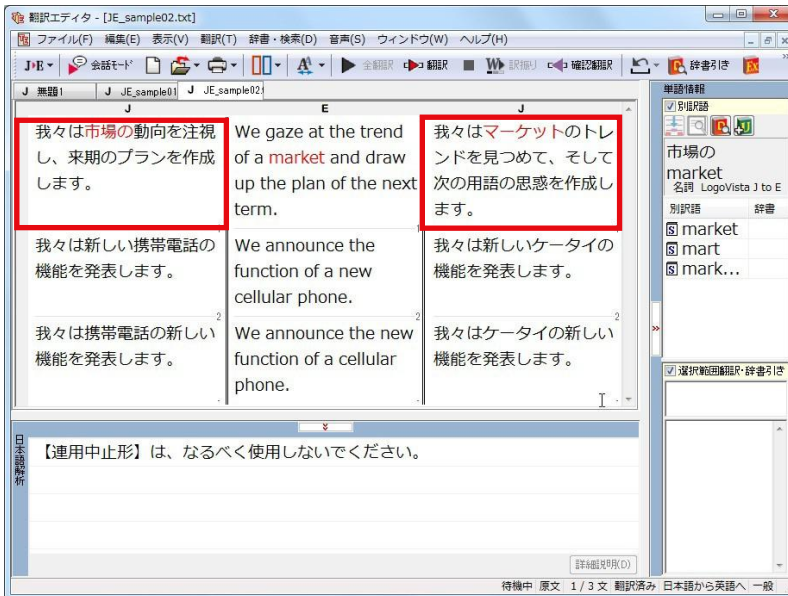 翻訳エディタ - [JE_sample02.txt]
ファイル(F) 編集(E) 表示(V) 翻訳(T) 辞書・検索(D) 音声(S) ウィンドウ(W) ヘルプ(H)
J▸E 会話モード 全翻訳 翻訳 訳振り 確認翻訳 辞書引き
J 無題1 J JE_sample01 J JE_sample02.
J E J
我々は市場の動向を注視
し、来期のプランを作成
します。
We gaze at the trend
of a market and draw
up the plan of the next
term.
我々はマーケットのトレ
ンドを見つめて、そして
次の用語の思惑を作成し
ます。
1 1
我々は新しい携帯電話の
機能を発表します。
We announce the
function of a new
cellular phone.
我々は新しいケータイの
機能を発表します。
2 2
我々は携帯電話の新しい
機能を発表します。
We announce the new
function of a cellular
phone.
我々はケータイの新しい
機能を発表します。
単語情報
別訳語
市場の
market
名詞 LogoVista J to E
別訳語 辞書
S market
S mart
S mark...
選択範囲翻訳・辞書引き
日本語解析
【連用中止形】は、なるべく使用しないでください。
詳細説明(D)
待機中 原文 1 / 3 文 翻訳済み 日本語から英語へ 一般